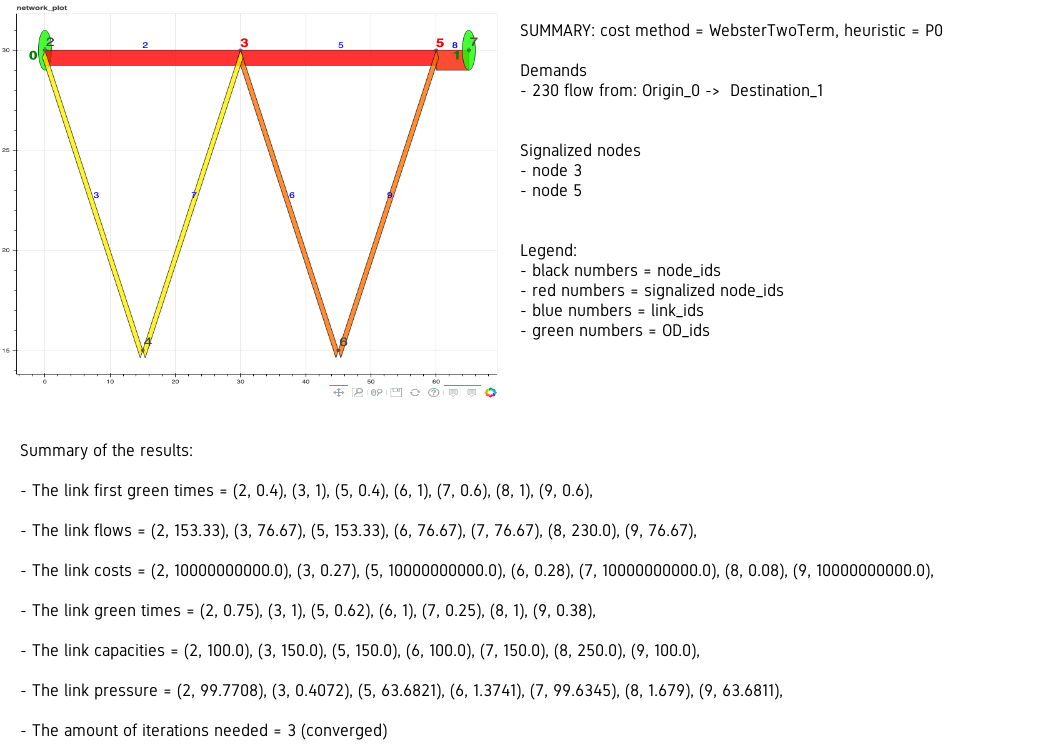 network_plot
30
25
20
15
0
10
20
30
40
50
60
2
0
2
3
5
5
8
1
7
3
7
6
9
4
6
SUMMARY: cost method = WebsterTwoTerm, heuristic = P0
Demands
- 230 flow from: Origin_0 -> Destination_1
Signalized nodes
- node 3
- node 5
Legend:
- black numbers = node_ids
- red numbers = signalized node_ids
- blue numbers = link_ids
- green numbers = OD_ids
Summary of the results:
- The link first green times = (2, 0.4), (3, 1), (5, 0.4), (6, 1), (7, 0.6), (8, 1), (9, 0.6),
- The link flows = (2, 153.33), (3, 76.67), (5, 153.33), (6, 76.67), (7, 76.67), (8, 230.0), (9, 76.67),
- The link costs = (2, 10000000000.0), (3, 0.27), (5, 10000000000.0), (6, 0.28), (7, 10000000000.0), (8, 0.08), (9, 10000000000.0),
- The link green times = (2, 0.75), (3, 1), (5, 0.62), (6, 1), (7, 0.25), (8, 1), (9, 0.38),
- The link capacities = (2, 100.0), (3, 150.0), (5, 150.0), (6, 100.0), (7, 150.0), (8, 250.0), (9, 100.0),
- The link pressure = (2, 99.7708), (3, 0.4072), (5, 63.6821), (6, 1.3741), (7, 99.6345), (8, 1.679), (9, 63.6811),
- The amount of iterations needed = 3 (converged)